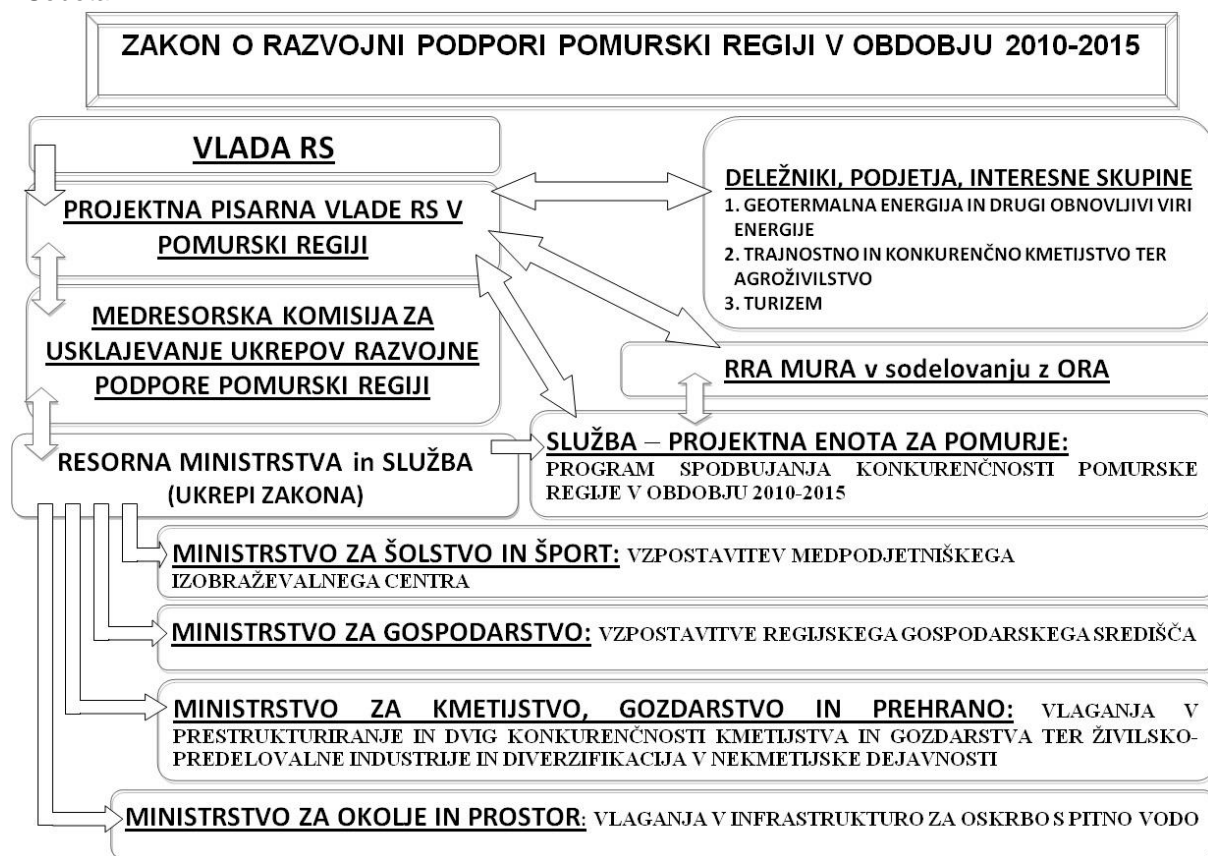 ZAKON O RAZVOJNI PODPORI POMURSKI REGIJI V OBDOBJU 2010-2015
VLADA RS
PROJEKTNA PISARNA VLADE RS V
POMURSKI REGIJI
MEDRESORSKA KOMISIJA ZA
USKLAJEVANJE UKREPOV RAZVOJNE
PODPORE POMURSKI REGIJI
RESORNA MINISTRSTVA in SLUŽBA
(UKREPI ZAKONA)
DELEŽNIKI, PODJETJA, INTERESNE SKUPINE
1. GEOTERMALNA ENERGIJA IN DRUGI OBNOVLJIVI VIRI
ENERGIJE
2. TRAJNOSTNO IN KONKURENČNO KMETIJSTVO TER
AGROŽIVILSTVO
3. TURIZEM
RRA MURA v sodelovanju z ORA
SLUŽBA – PROJEKTNA ENOTA ZA POMURJE:
PROGRAM SPODBUJANJA KONKURENČNOSTI POMURSKE
REGIJE V OBDOBJU 2010-2015
MINISTRSTVO ZA ŠOLSTVO IN ŠPORT: VZPOSTAVITEV MEDPODJETNIŠKEGA
IZOBRAŽEVALNEGA CENTRA
MINISTRSTVO ZA GOSPODARSTVO: VZPOSTAVITVE REGIJSKEGA GOSPODARSKEGA SREDIŠČA
MINISTRSTVO ZA KMETIJSTVO, GOZDARSTVO IN PREHRANO: VLAGANJA V
PRESTRUKTURIRANJE IN DVIG KONKURENČNOSTI KMETIJSTVA IN GOZDARSTVA TER ŽIVILSKO-
PREDELOVALNE INDUSTRIJE IN DIVERZIFIKACIJA V NEKMETIJSKE DEJAVNOSTI
MINISTRSTVO ZA OKOLJE IN PROSTOR: VLAGANJA V INFRASTRUKTURO ZA OSKRBO S PITNO VODO